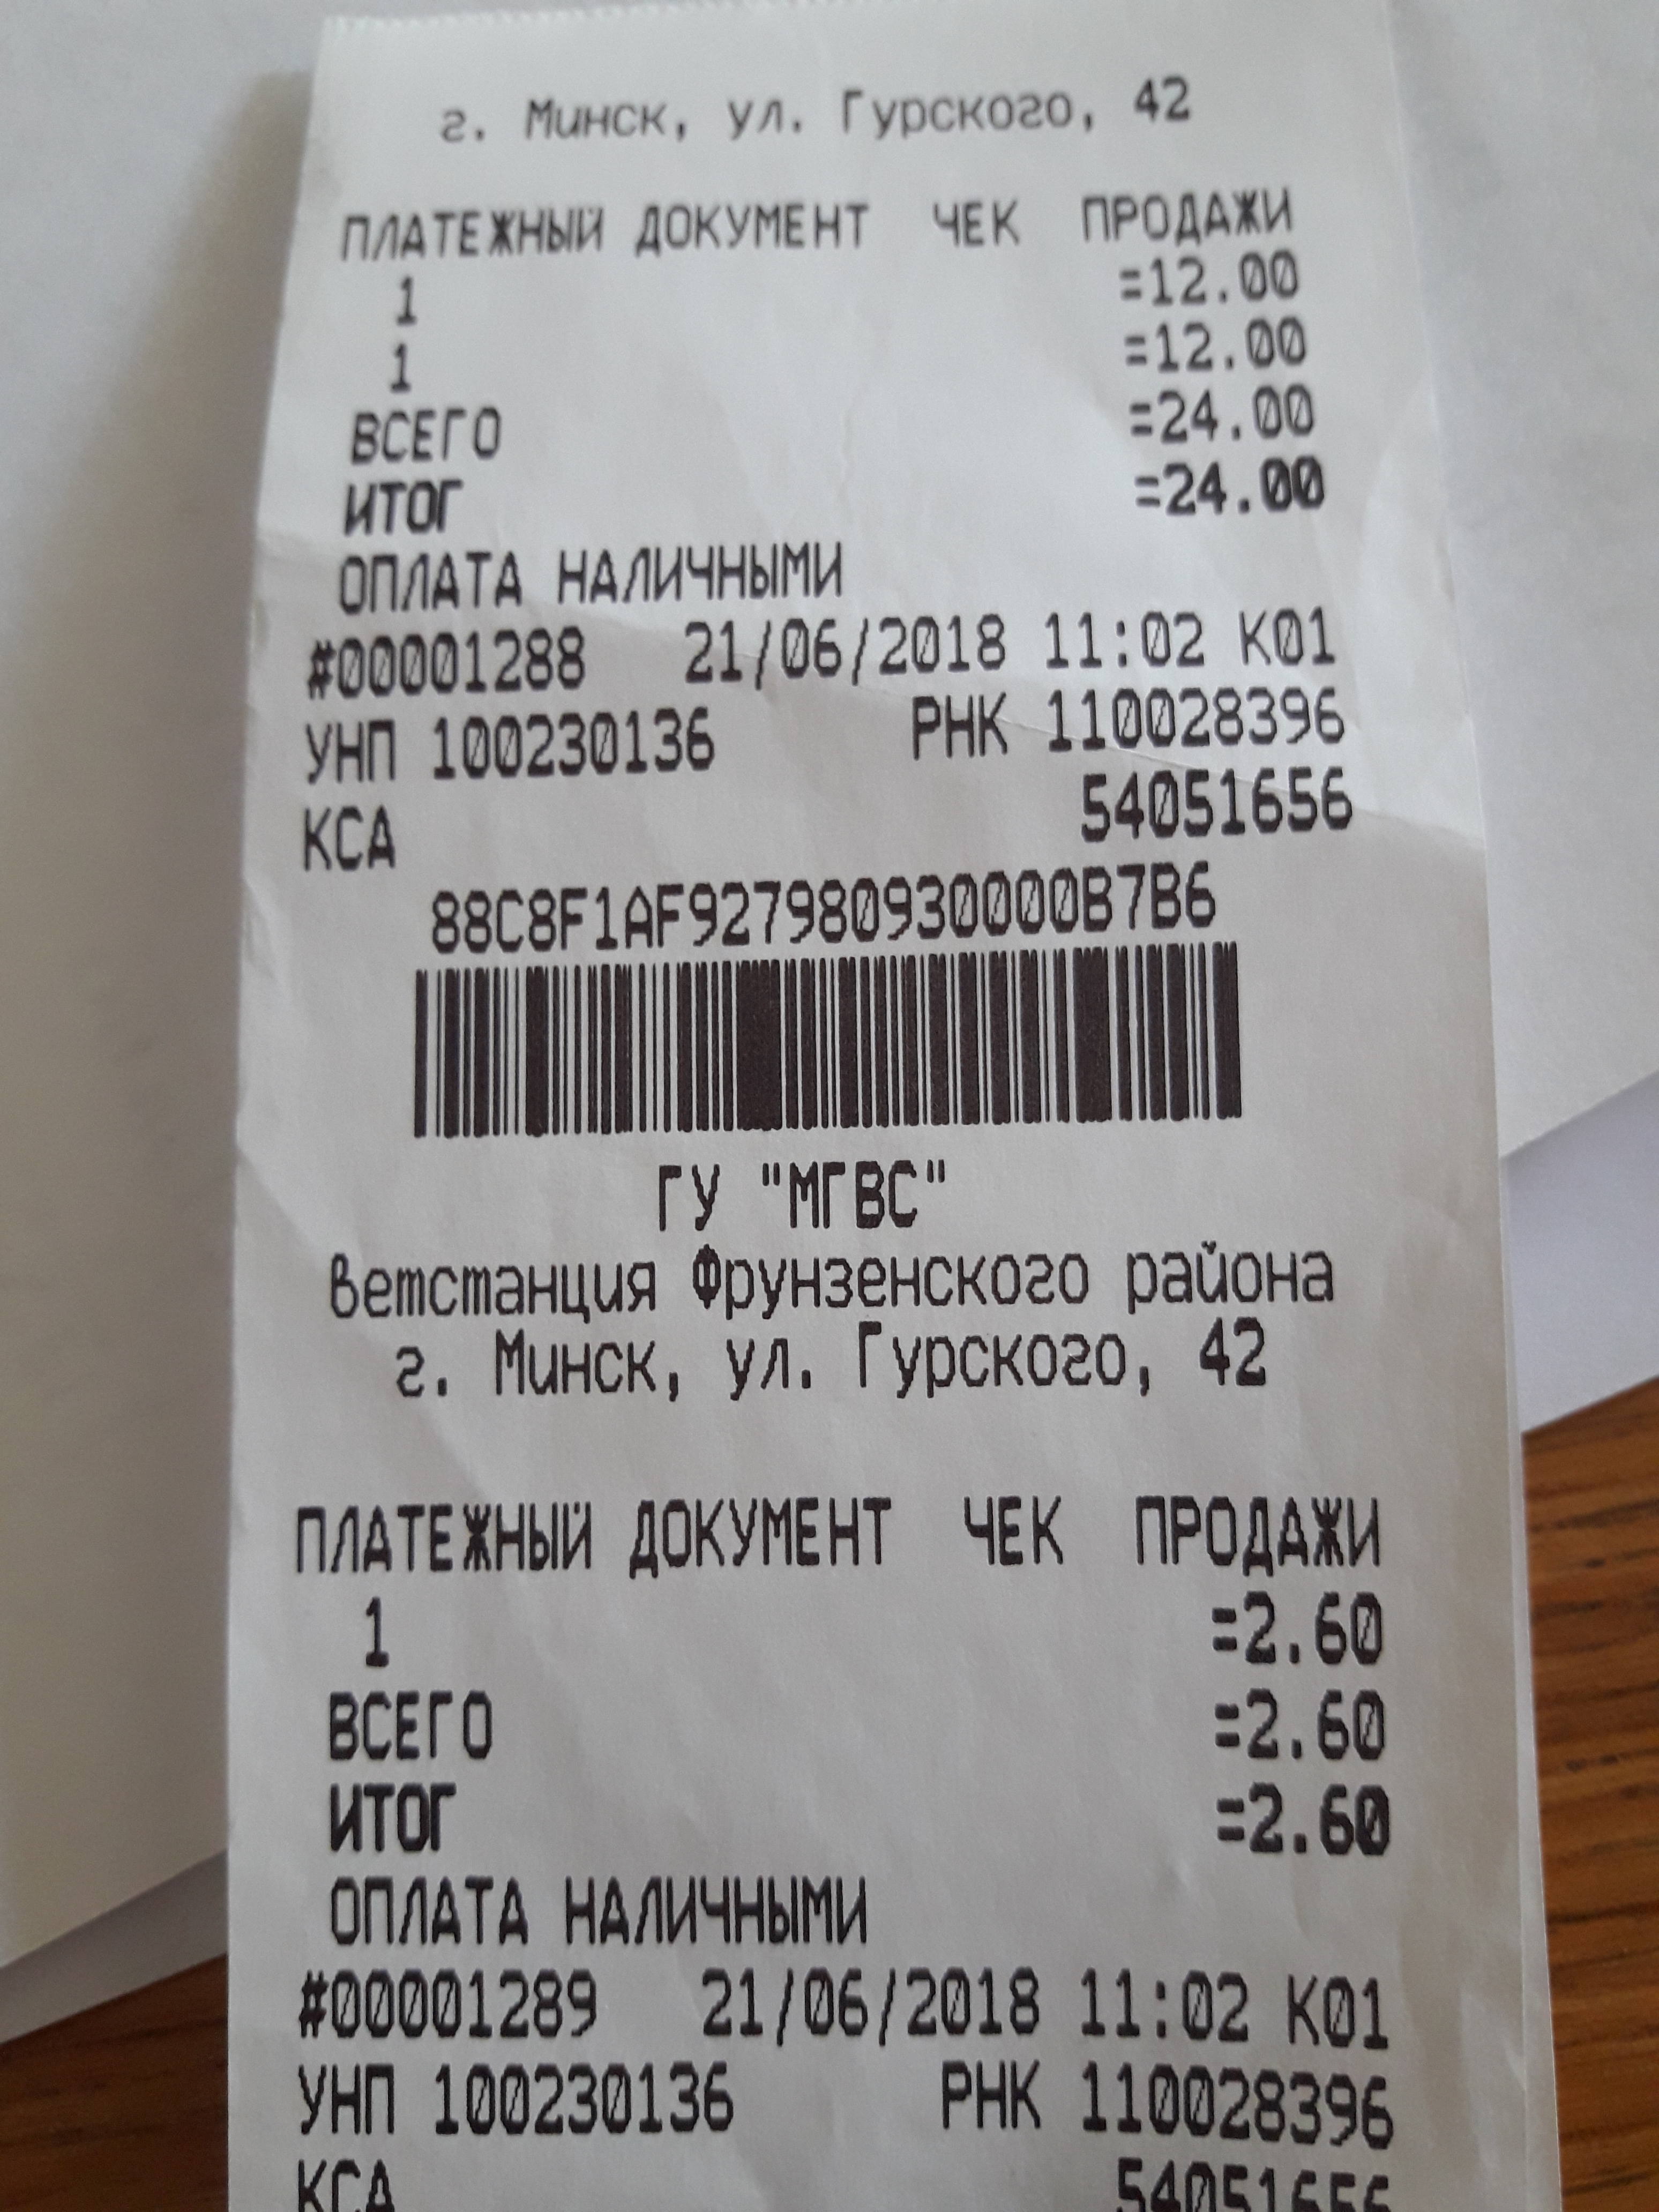 г. Минск, ул. Гурского, 42
ПЛАТЕЖНЫЙ ДОКУМЕНТ ЧЕК ПРОДАЖИ
1 =12.00
1 =12.00
ВСЕГО =24.00
ИТОГ =24.00
ОПЛАТА НАЛИЧНЫМИ
#00001288 21/06/2018 11:02 К01
УНП 100230136 РНК 110028396
КСА 54051656
88C8F1AF927980930000B7B6
ГУ "МГВС"
Ветстанция Фрунзенского района
г. Минск, ул. Гурского, 42
ПЛАТЕЖНЫЙ ДОКУМЕНТ ЧЕК ПРОДАЖИ
1 =2.60
ВСЕГО =2.60
ИТОГ =2.60
ОПЛАТА НАЛИЧНЫМИ
#00001289 21/06/2018 11:02 К01
УНП 100230136 РНК 110028396
КСА 54051656